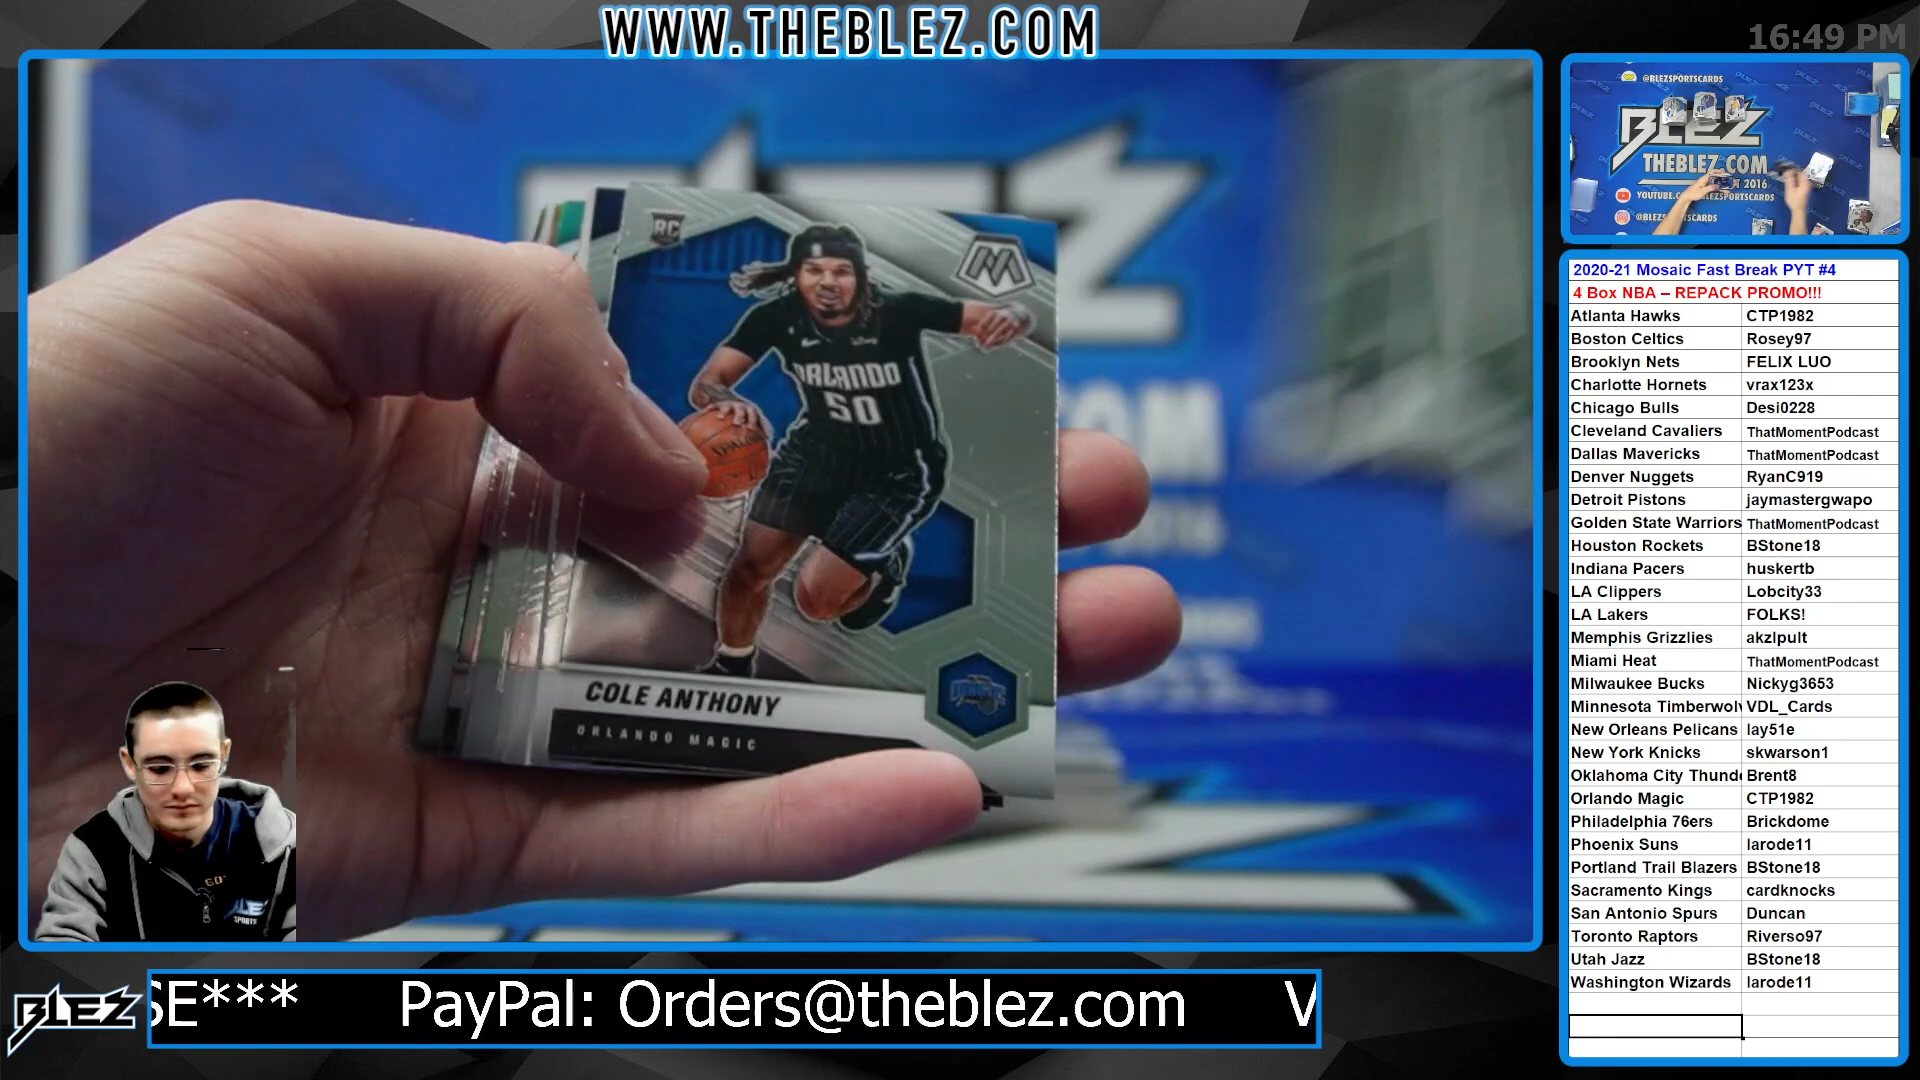 WWW.THEBLEZ.COM
16:49 PM
@BLEZSPORTSCARDS
BLEZ
THEBLEZ.COM
2016
RC
ORLANDO
50
SPALDING
COLE ANTHONY
ORLANDO MAGIC
BLEZ
SPORTS
2020-21 Mosaic Fast Break PYT #4
4 Box NBA – REPACK PROMO!!!
Atlanta Hawks CTP1982
Boston Celtics Rosey97
Brooklyn Nets FELIX LUO
Charlotte Hornets vrax123x
Chicago Bulls Desi0228
Cleveland Cavaliers ThatMomentPodcast
Dallas Mavericks ThatMomentPodcast
Denver Nuggets RyanC919
Detroit Pistons jaymastergwapo
Golden State Warriors ThatMomentPodcast
Houston Rockets BStone18
Indiana Pacers huskertb
LA Clippers Lobcity33
LA Lakers FOLKS!
Memphis Grizzlies akzlpult
Miami Heat ThatMomentPodcast
Milwaukee Bucks Nickyg3653
Minnesota Timberwol VDL_Cards
New Orleans Pelicans lay51e
New York Knicks skwarson1
Oklahoma City Thund Brent8
Orlando Magic CTP1982
Philadelphia 76ers Brickdome
Phoenix Suns larode11
Portland Trail Blazers BStone18
Sacramento Kings cardknocks
San Antonio Spurs Duncan
Toronto Raptors Riverso97
Utah Jazz BStone18
Washington Wizards larode11
BLEZ
SE*** PayPal: Orders@theblez.com V